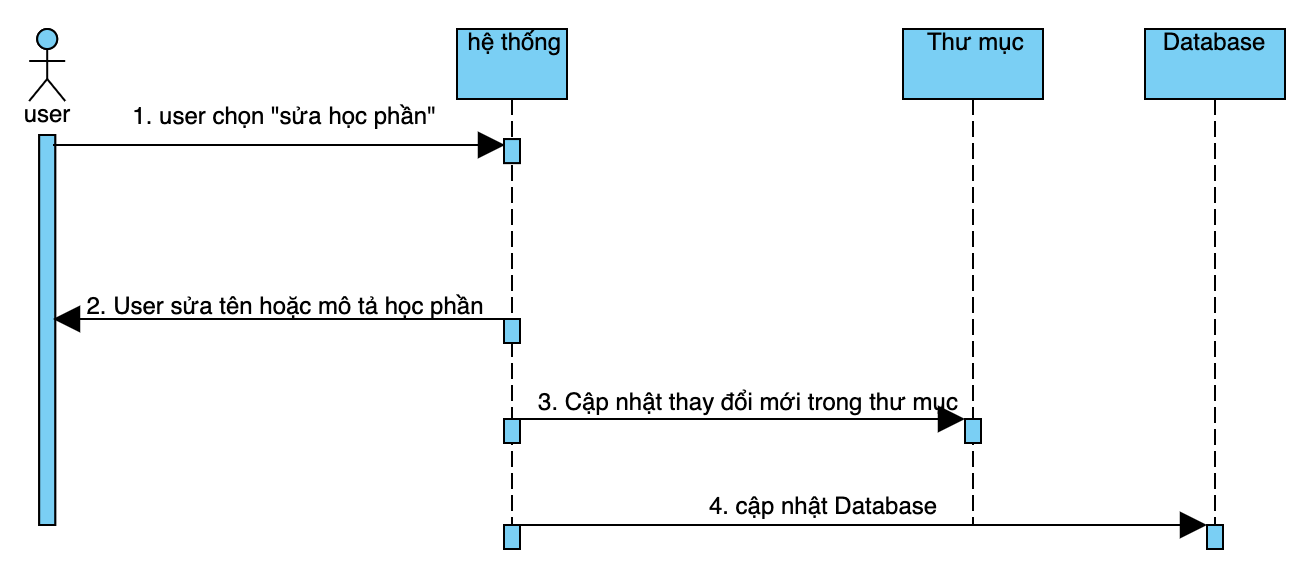 hệ thống
Thư mục
Database
user
1. user chọn "sửa học phần"
2. User sửa tên hoặc mô tả học phần
3. Cập nhật thay đổi mới trong thư mục
4. cập nhật Database